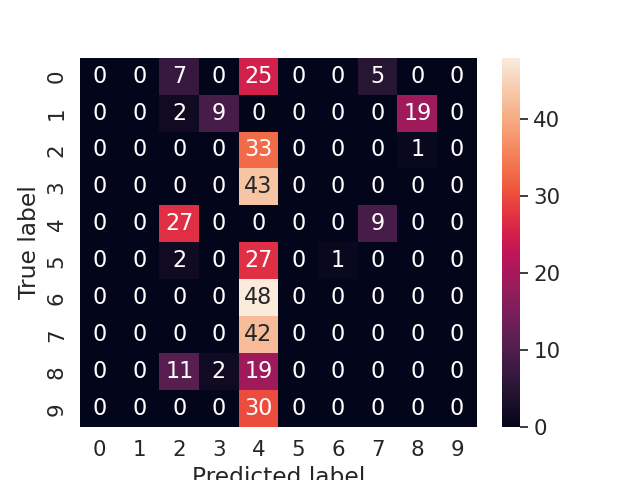 0 0 0 7 0 25 0 0 5 0 0
1 0 0 2 9 0 0 0 0 19 0
40
2 0 0 0 0 33 0 0 0 1 0
3 0 0 0 0 43 0 0 0 0 0
30
4 0 0 27 0 0 0 0 9 0 0
True label
5 0 0 2 0 27 0 1 0 0 0
20
6 0 0 0 0 48 0 0 0 0 0
7 0 0 0 0 42 0 0 0 0 0
10
8 0 0 11 2 19 0 0 0 0 0
9 0 0 0 0 30 0 0 0 0 0
0
0 1 2 3 4 5 6 7 8 9
Predicted label